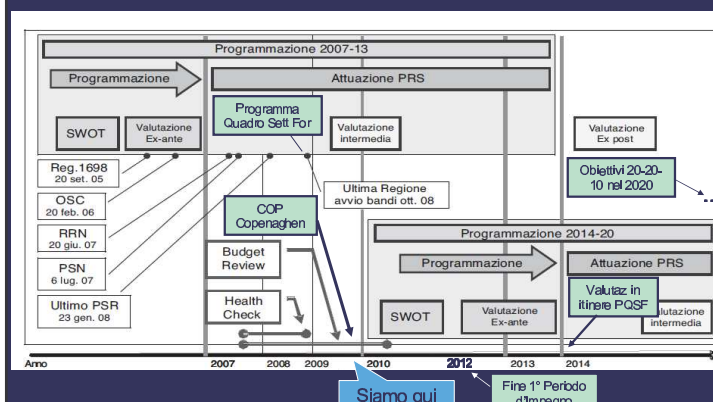 Programmazione 2007-13
Programmazione
Attuazione PRS
SWOT
Valutazione
Ex-ante
Programma
Quadro Sett For
Valutazione
intermedia
Valutazione
Ex post
Reg.1698
20 set. 05
OSC
20 feb. 06
RRN
20 giu. 07
PSN
6 lug. 07
Ultimo PSR
23 gen. 08
Ultima Regione
avvio bandi ott. 08
Obiettivi 20-20-
10 nel 2020
COP
Copenaghen
Budget
Review
Health
Check
Programmazione 2014-20
Programmazione
Attuazione PRS
SWOT
Valutazione
Ex-ante
Valutaz in
itinere PQSF
intermedia
Anno
2007
2008
2009
2010
2012
2013
2014
Siamo qui
Fine 1° Periodo
d'Impegno